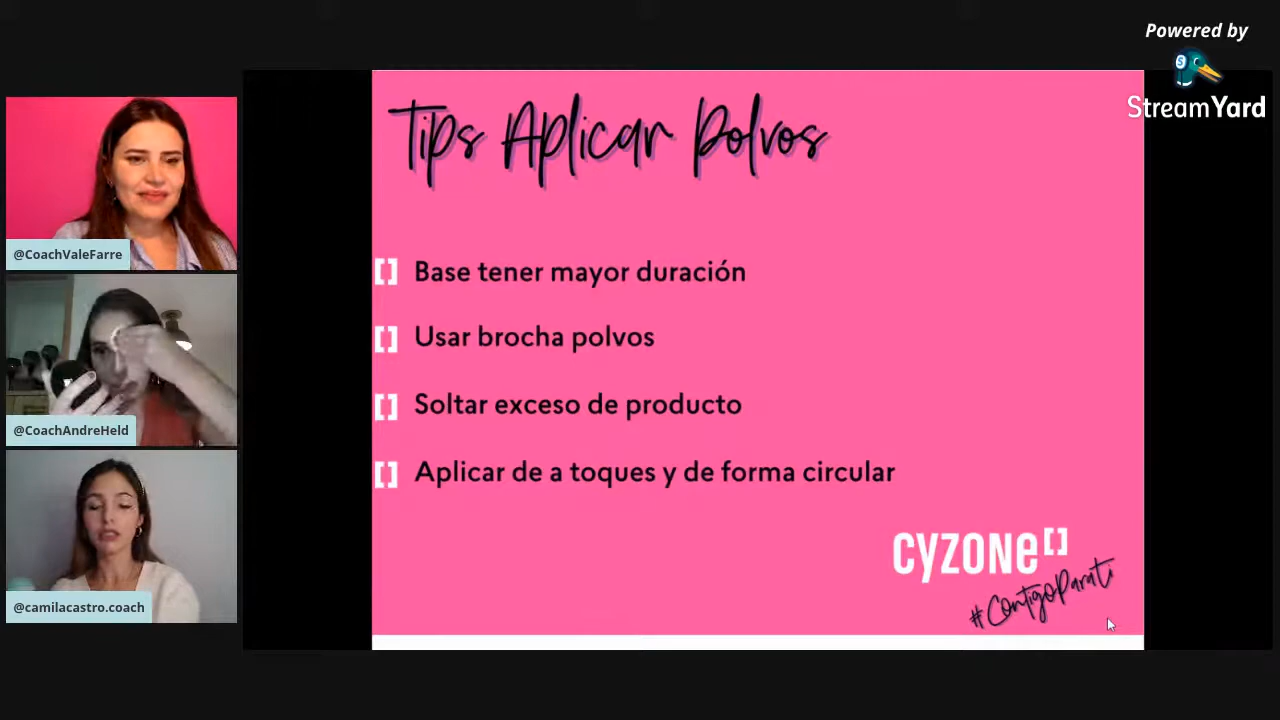 Powered by
StreamYard
@CoachValeFarre
@CoachAndreHeld
@camilacastro.coach
Tips Aplicar Polvos
[] Base tener mayor duración
[] Usar brocha polvos
[] Soltar exceso de producto
[] Aplicar de a toques y de forma circular
CYZONe[]
#ContigoParati